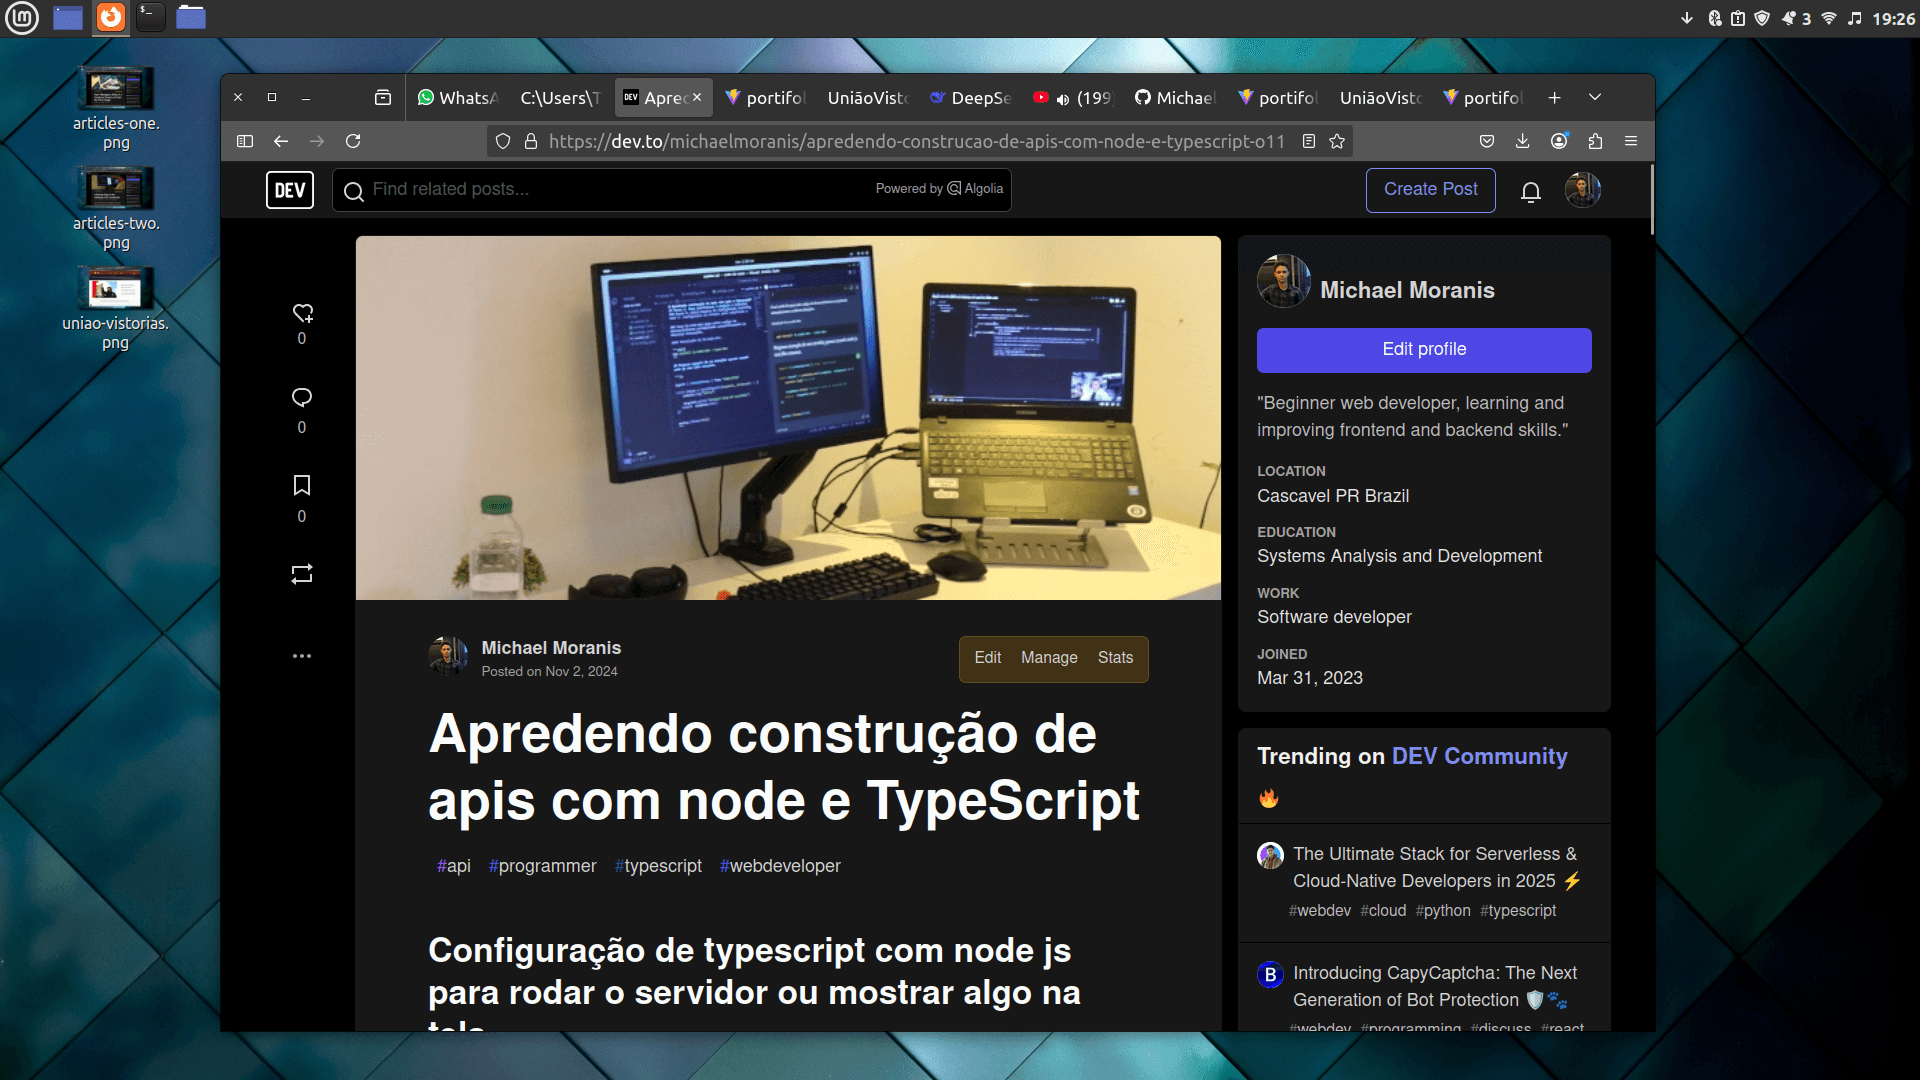 3
19:26
articles-one.
png
articles-two.
png
uniao-vistorias.
png
WhatsA
C:\Users\T
DEV
Apred
portifol
UniãoVisto
DeepSe
(199
Michael
portifol
UniãoVisto
portifol
https://dev.to/michaelmoranis/apredendo-construcao-de-apis-com-node-e-typescript-o11
DEV
Find related posts...
Powered by Algolia
Create Post
0
0
0
Michael Moranis
Edit profile
"Beginner web developer, learning and
improving frontend and backend skills."
LOCATION
Cascavel PR Brazil
EDUCATION
Systems Analysis and Development
WORK
Software developer
JOINED
Mar 31, 2023
Michael Moranis
Posted on Nov 2, 2024
Edit Manage Stats
Apredendo construção de
apis com node e TypeScript
#api #programmer #typescript #webdeveloper
Configuração de typescript com node js
para rodar o servidor ou mostrar algo na
tela
Trending on DEV Community
🔥
The Ultimate Stack for Serverless &
Cloud-Native Developers in 2025 ⚡
#webdev #cloud #python #typescript
B
Introducing CapyCaptcha: The Next
Generation of Bot Protection 🛡️🐾
#webdev #programming #discuss #react